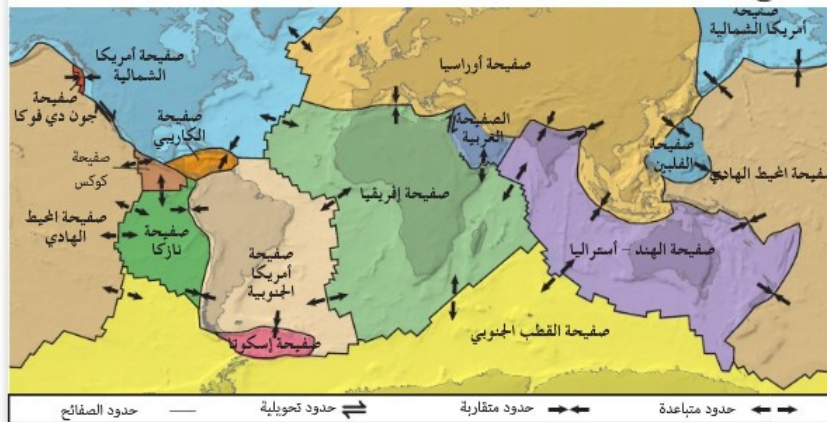 صفيحة
أمريكا الشمالية
صفيحة أمريكا
الشمالية
صفيحة أوراسيا
صفيحة
جون دي فوكا
صفيحة
الكاريبي
الصفيحة
العربية
صفيحة
الفلبين
صفيحة المحيط الهادي
صفيحة
كوكس
صفيحة إفريقيا
صفيحة المحيط
الهادي
صفيحة
نازكا
صفيحة
أمريكا
الجنوبية
صفيحة الهند – أستراليا
صفيحة القطب الجنوبي
صفيحة إسكوتا
حدود متباعدة
حدود متقاربة
حدود تحويلية
حدود الصفائح